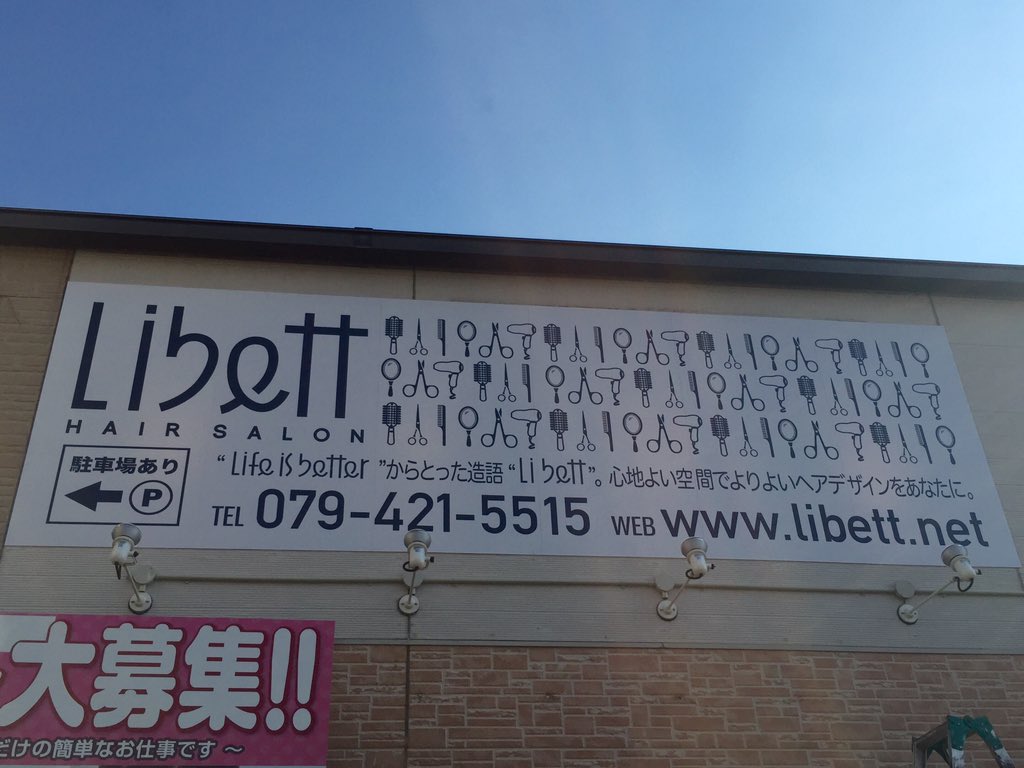 Libett
HAIR SALON
駐車場あり
P
“Life is better”からとった造語“Li bett”。心地よい空間でよりよいヘアデザインをあなたに。
TEL 079-421-5515 WEB www.libett.net
大募集!!
だけの簡単なお仕事です～